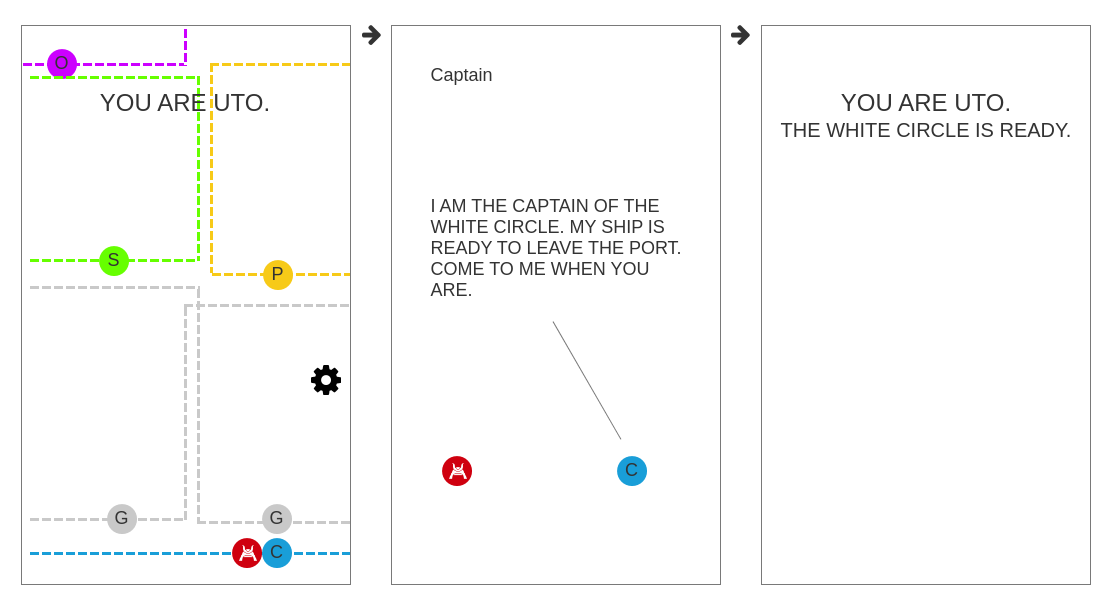 O
YOU ARE UTO.
S
P
G
G
C
Captain
I AM THE CAPTAIN OF THE
WHITE CIRCLE. MY SHIP IS
READY TO LEAVE THE PORT.
COME TO ME WHEN YOU
ARE.
C
YOU ARE UTO.
THE WHITE CIRCLE IS READY.